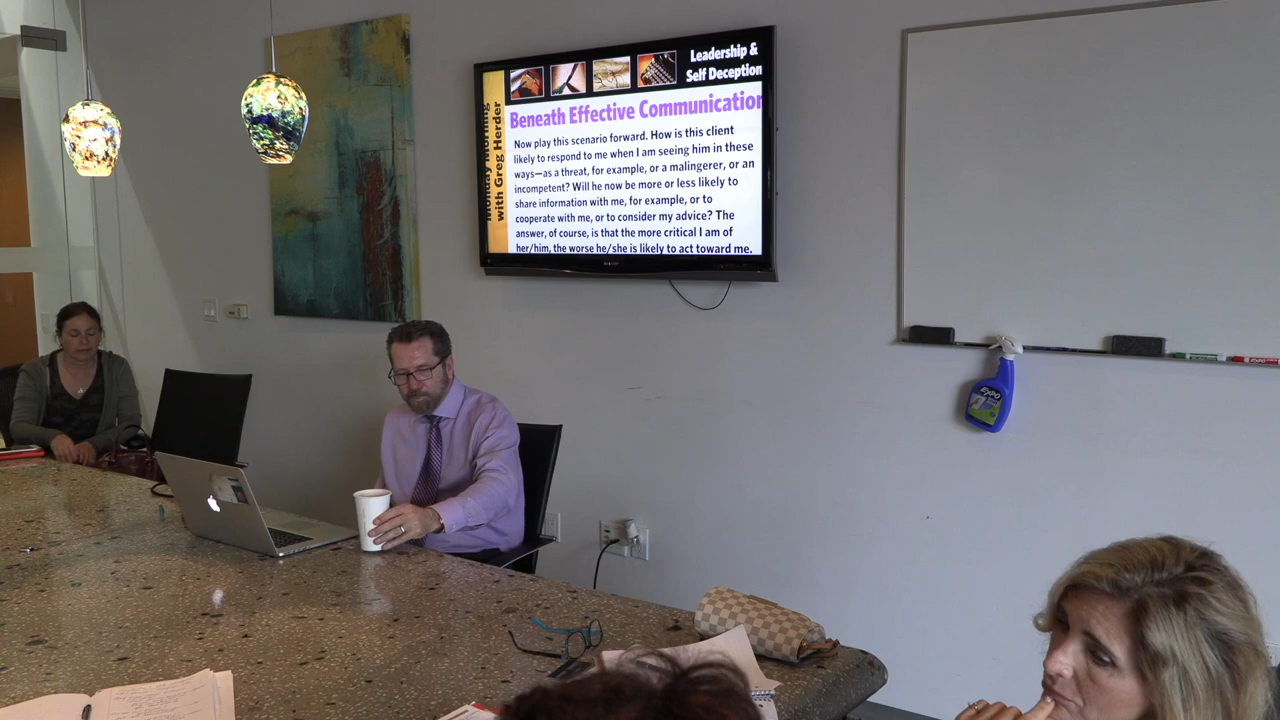 Leadership &
Self Deception
Monday Morning
with Greg Herder
Beneath Effective Communication
Now play this scenario forward. How is this client
likely to respond to me when I am seeing him in these
ways—as a threat, for example, or a malingerer, or an
incompetent? Will he now be more or less likely to
share information with me, for example, or to
cooperate with me, or to consider my advice? The
answer, of course, is that the more critical I am of
her/him, the worse he/she is likely to act toward me.
EXPO
EXPO